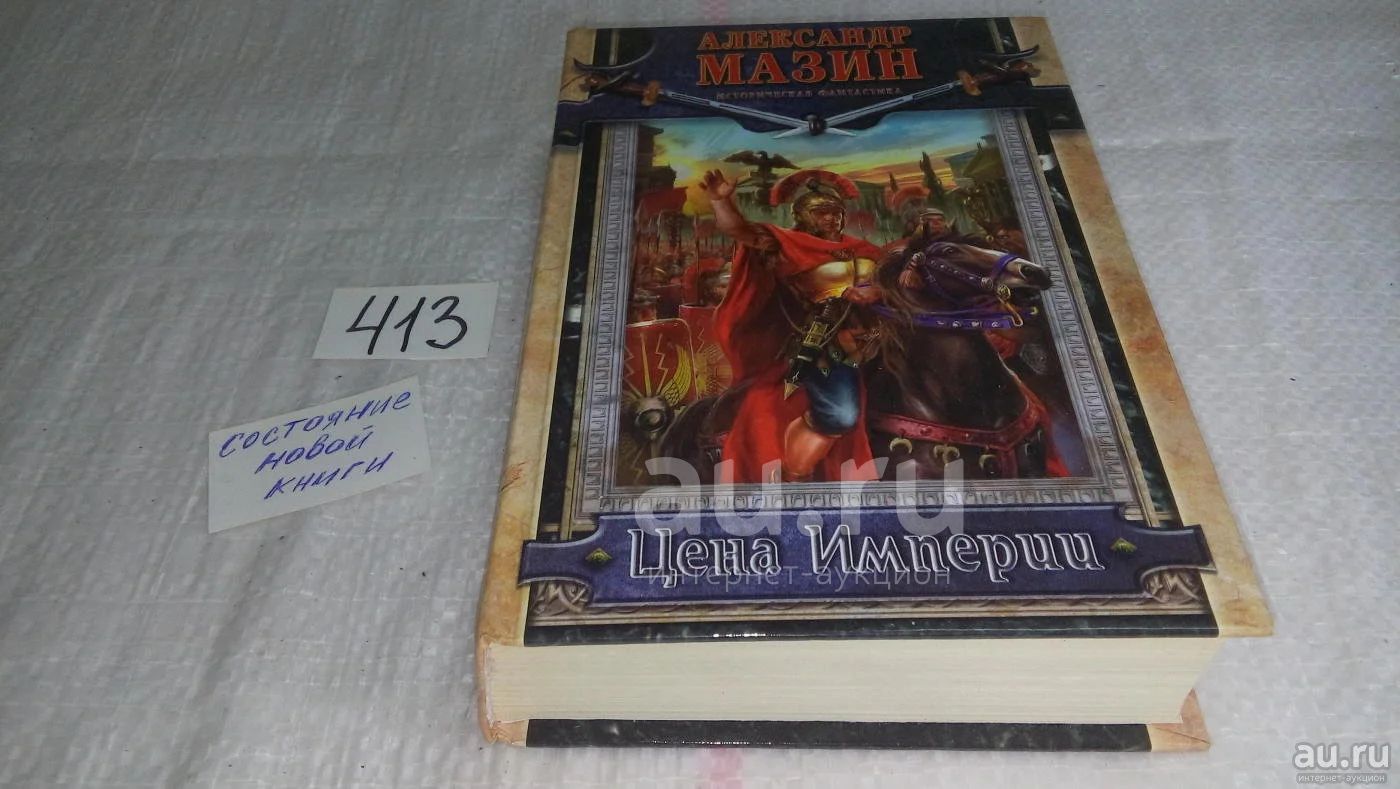 АЛЕКСАНДР
МАЗИН
ИСТОРИЧЕСКАЯ ФАНТАСТИКА
413
состояние
новой
книги
au.ru
Цена Империи
интернет-аукцион
au.ru
интернет-аукцион